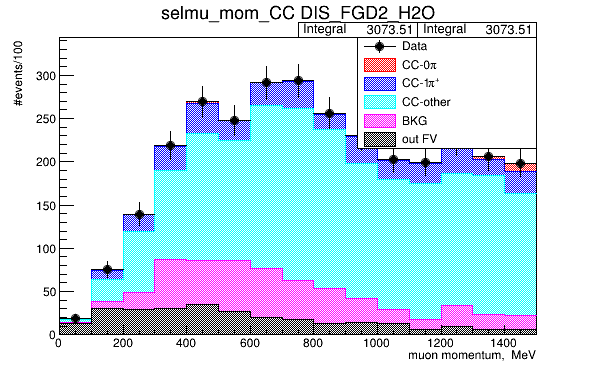 selmu_mom_CC DIS_FGD2_H2O
Integral 3073.51 Integral 3073.51
#events/100
Data
CC-0π
CC-1π⁺
CC-other
BKG
out FV
300
250
200
150
100
50
0
0 200 400 600 800 1000 1200 1400
muon momentum, MeV